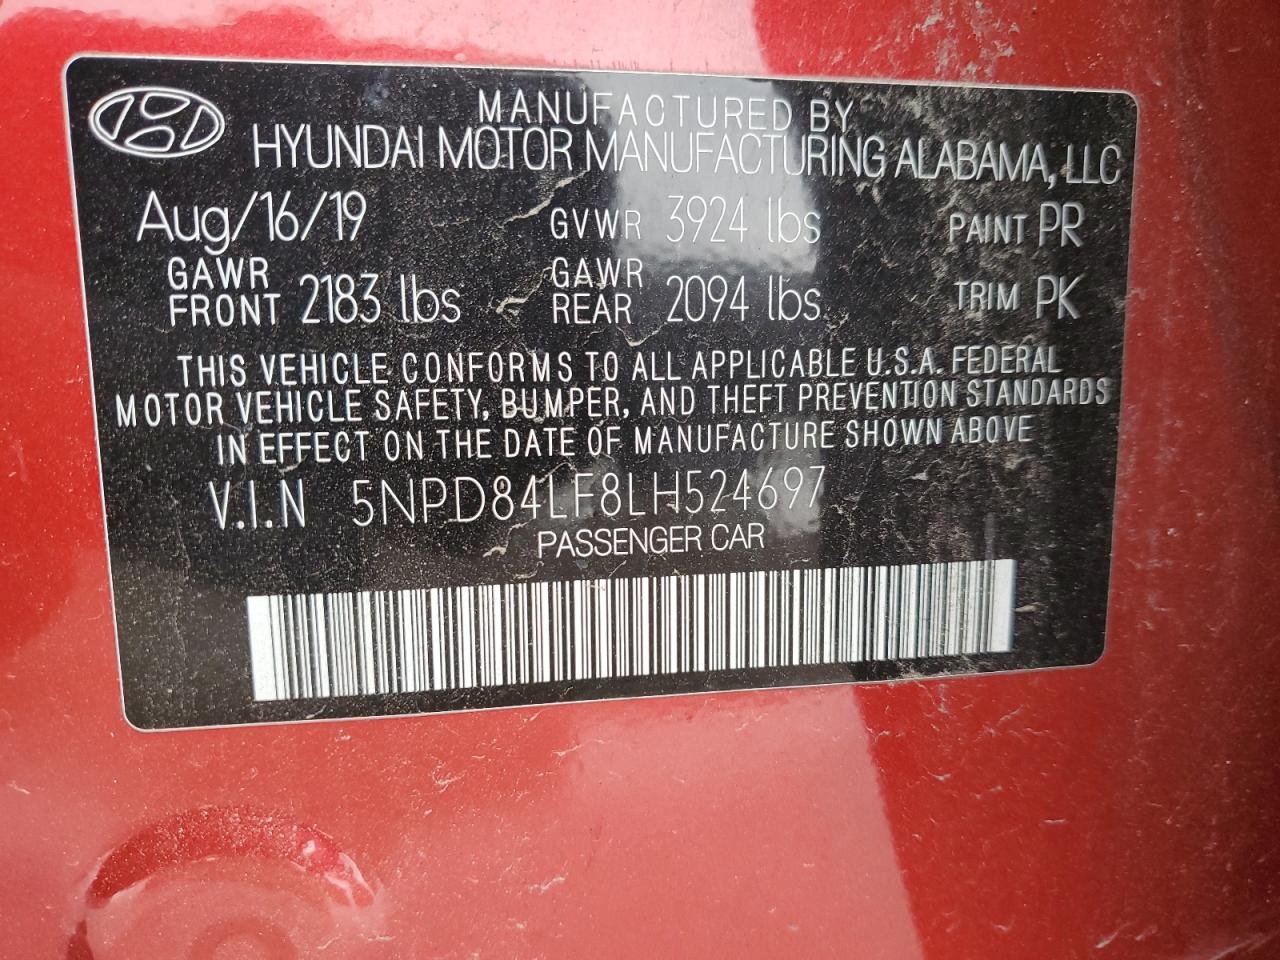 MANUFACTURED BY
HYUNDAI MOTOR MANUFACTURING ALABAMA, LLC
Aug/16/19 GVWR 3924 lbs PAINT PR
GAWR FRONT 2183 lbs GAWR REAR 2094 lbs TRIM PK
THIS VEHICLE CONFORMS TO ALL APPLICABLE U.S.A. FEDERAL
MOTOR VEHICLE SAFETY, BUMPER, AND THEFT PREVENTION STANDARDS
IN EFFECT ON THE DATE OF MANUFACTURE SHOWN ABOVE
V.I.N 5NPD84LF8LH524697
PASSENGER CAR